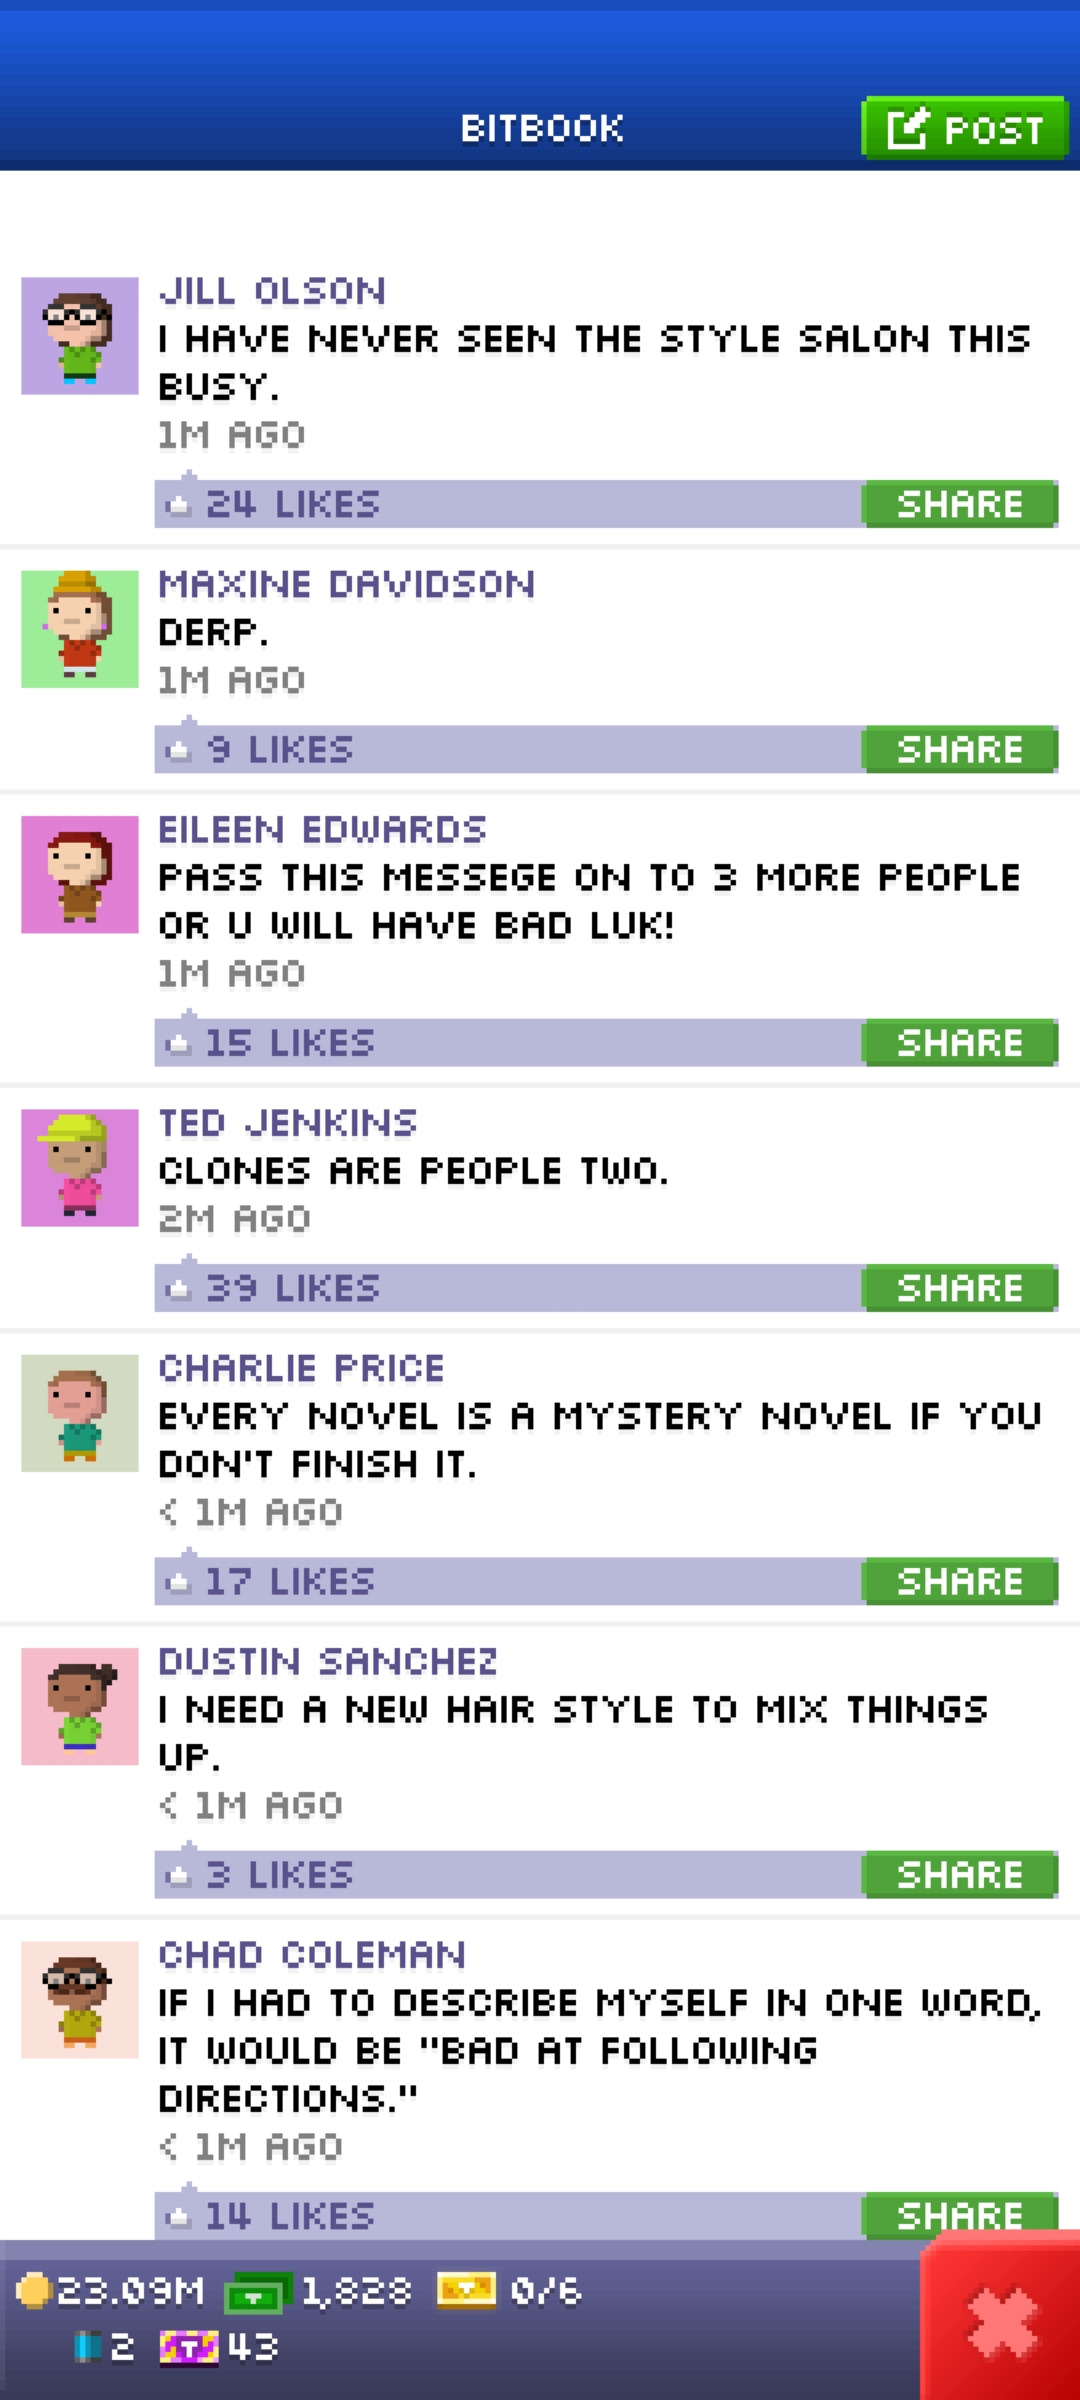 BITBOOK
POST
JILL OLSON
I HAVE NEVER SEEN THE STYLE SALON THIS
BUSY.
1M AGO
24 LIKES
SHARE
MAXINE DAVIDSON
DERP.
1M AGO
9 LIKES
SHARE
EILEEN EDWARDS
PASS THIS MESSEGE ON TO 3 MORE PEOPLE
OR U WILL HAVE BAD LUK!
1M AGO
15 LIKES
SHARE
TED JENKINS
CLONES ARE PEOPLE TWO.
2M AGO
39 LIKES
SHARE
CHARLIE PRICE
EVERY NOVEL IS A MYSTERY NOVEL IF YOU
DON'T FINISH IT.
< 1M AGO
17 LIKES
SHARE
DUSTIN SANCHEZ
I NEED A NEW HAIR STYLE TO MIX THINGS
UP.
< 1M AGO
3 LIKES
SHARE
CHAD COLEMAN
IF I HAD TO DESCRIBE MYSELF IN ONE WORD,
IT WOULD BE "BAD AT FOLLOWING
DIRECTIONS."
< 1M AGO
14 LIKES
SHARE
23.09M 1,828 0/6
2 T 43